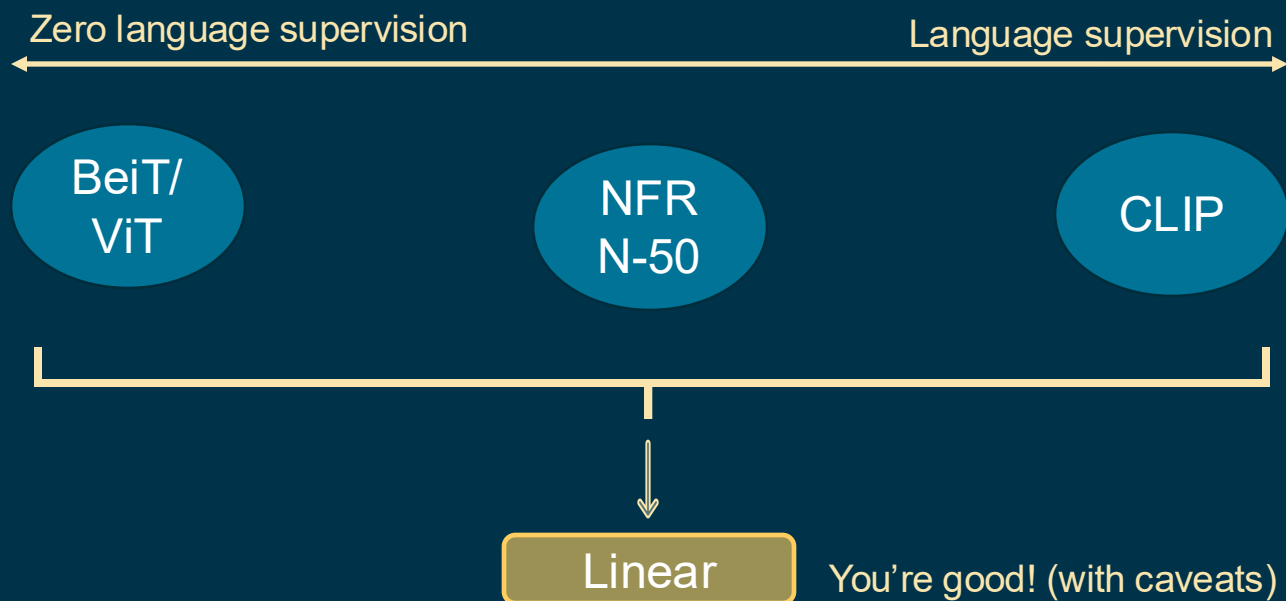 Zero language supervision
Language supervision
BeiT/
ViT
NFR
N-50
CLIP
Linear
You're good! (with caveats)